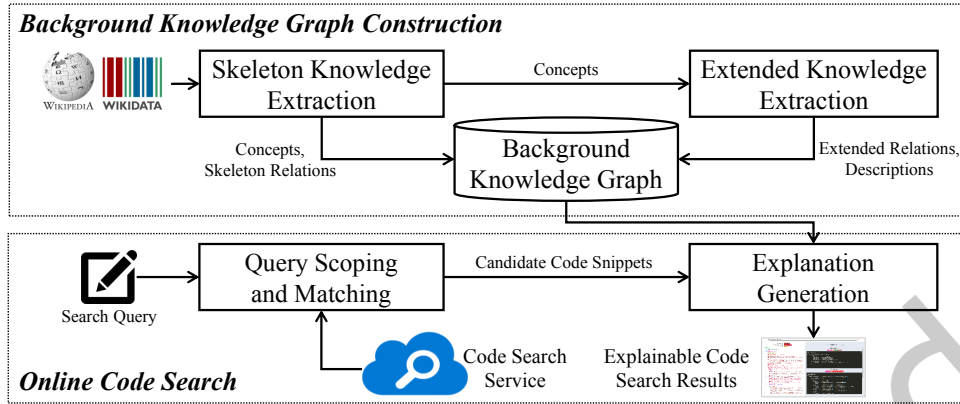 Background Knowledge Graph Construction
WIKIPEDIA
WIKIDATA
Skeleton Knowledge
Extraction
Concepts
Extended Knowledge
Extraction
Concepts,
Skeleton Relations
Background
Knowledge Graph
Extended Relations,
Descriptions
Search Query
Query Scoping
and Matching
Candidate Code Snippets
Explanation
Generation
Code Search
Service
Explainable Code
Search Results
Online Code Search